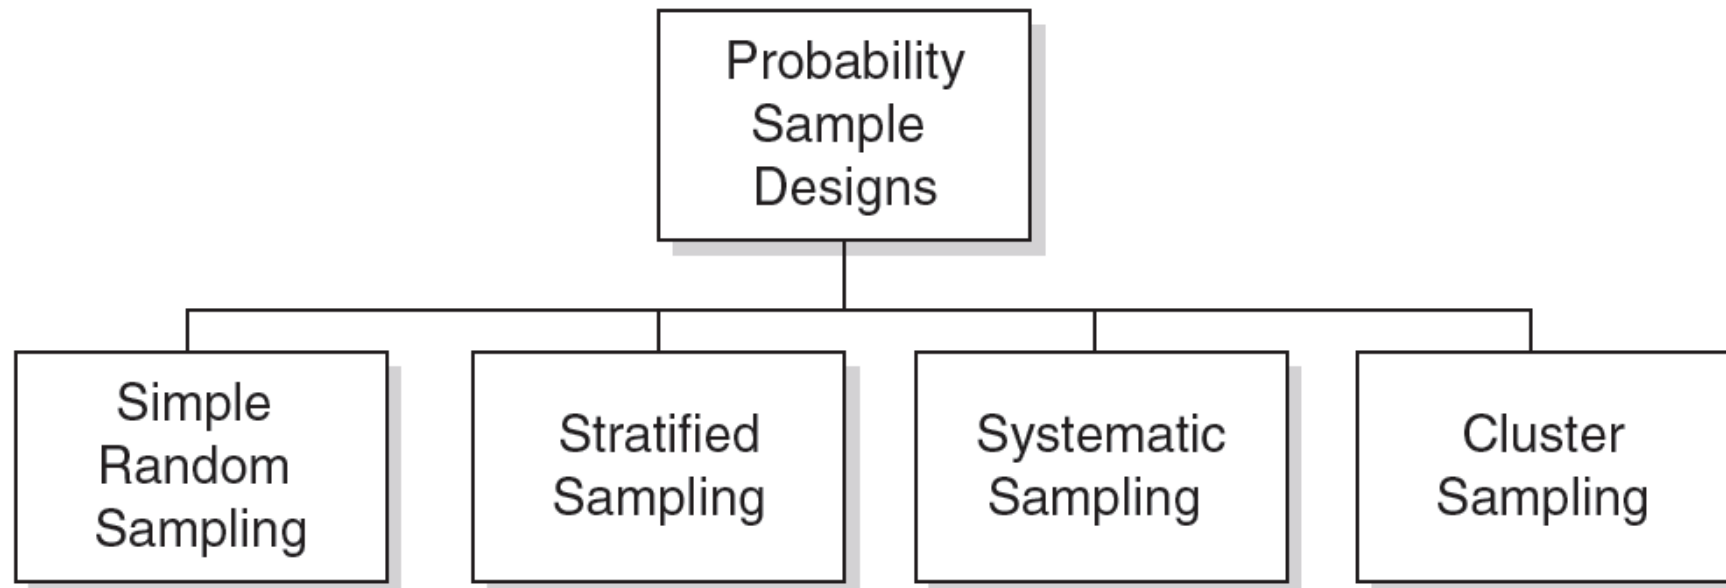 Probability
Sample
Designs
Simple
Random
Sampling
Stratified
Sampling
Systematic
Sampling
Cluster
Sampling